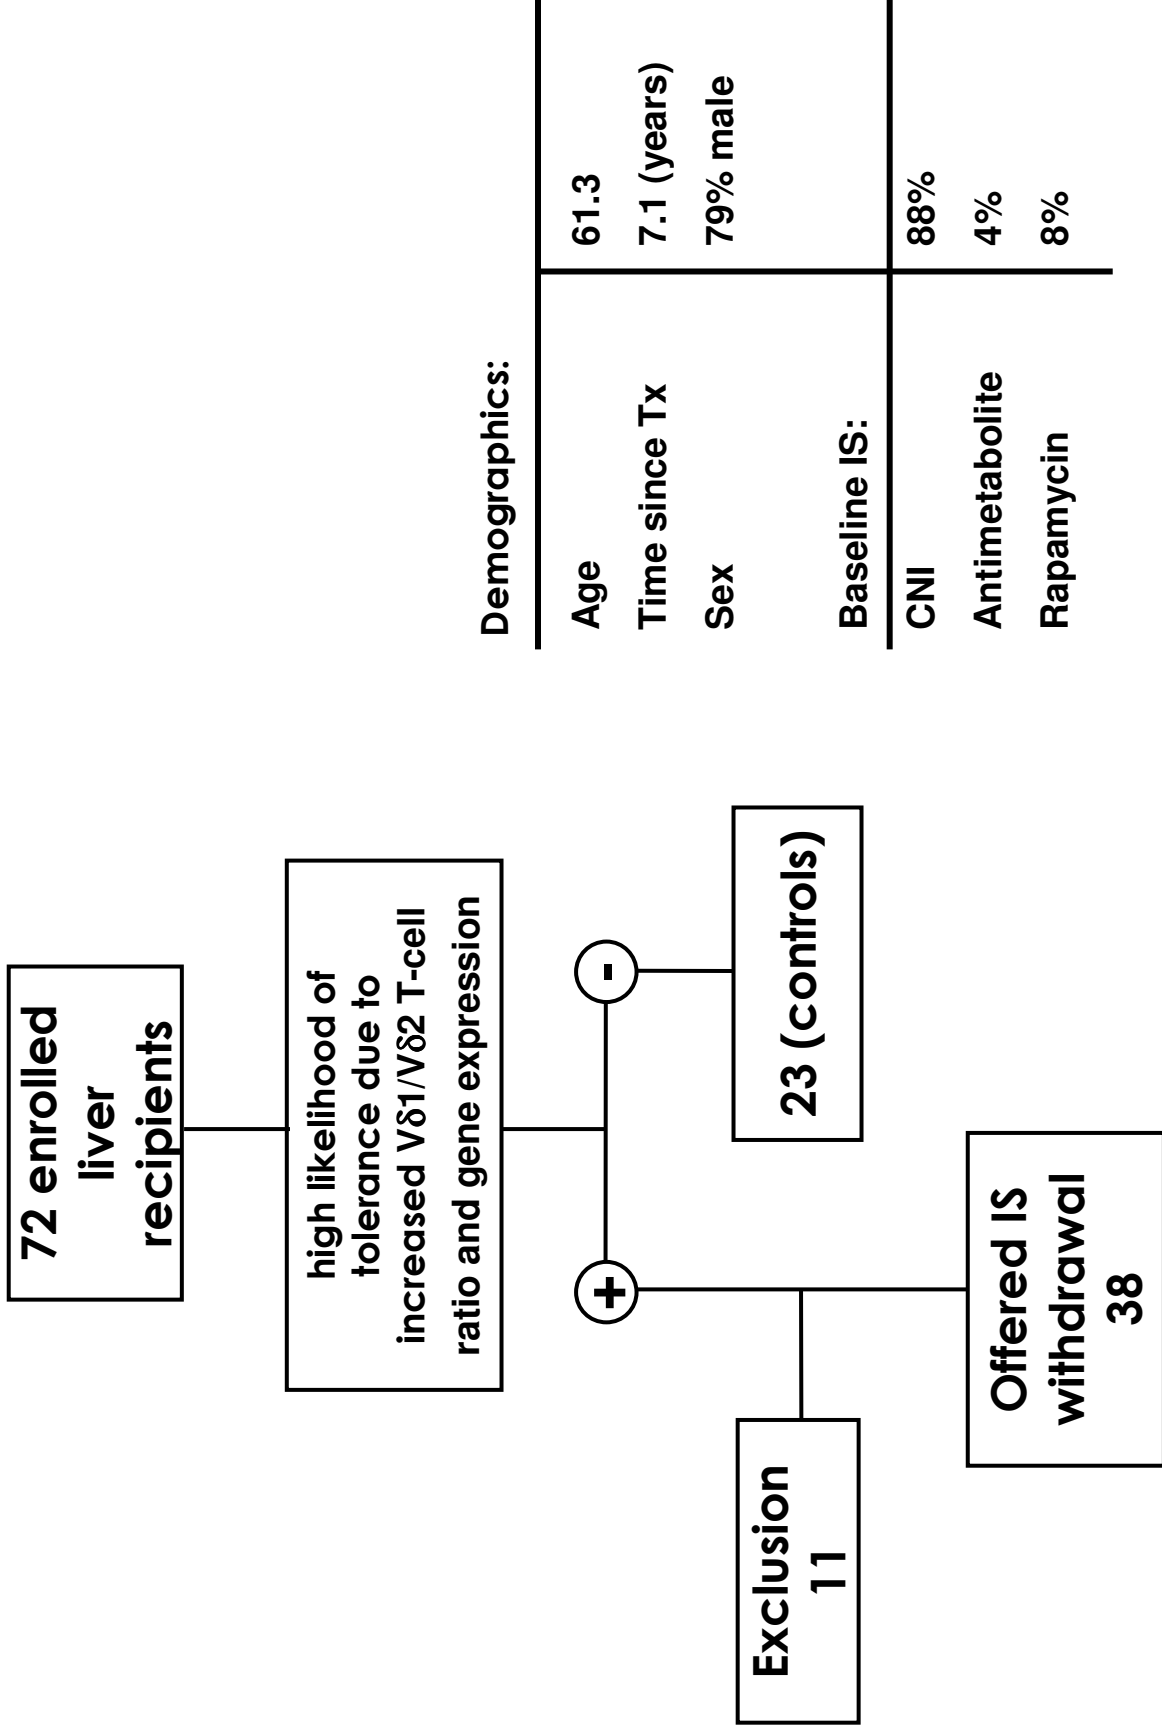 72 enrolled
liver
recipients
high likelihood of
tolerance due to
increased Vδ1/Vδ2 T-cell
ratio and gene expression
+
-
Exclusion
11
23 (controls)
Offered IS
withdrawal
38
Demographics:
Age 61.3
Time since Tx 7.1 (years)
Sex 79% male
Baseline IS:
CNI 88%
Antimetabolite 4%
Rapamycin 8%